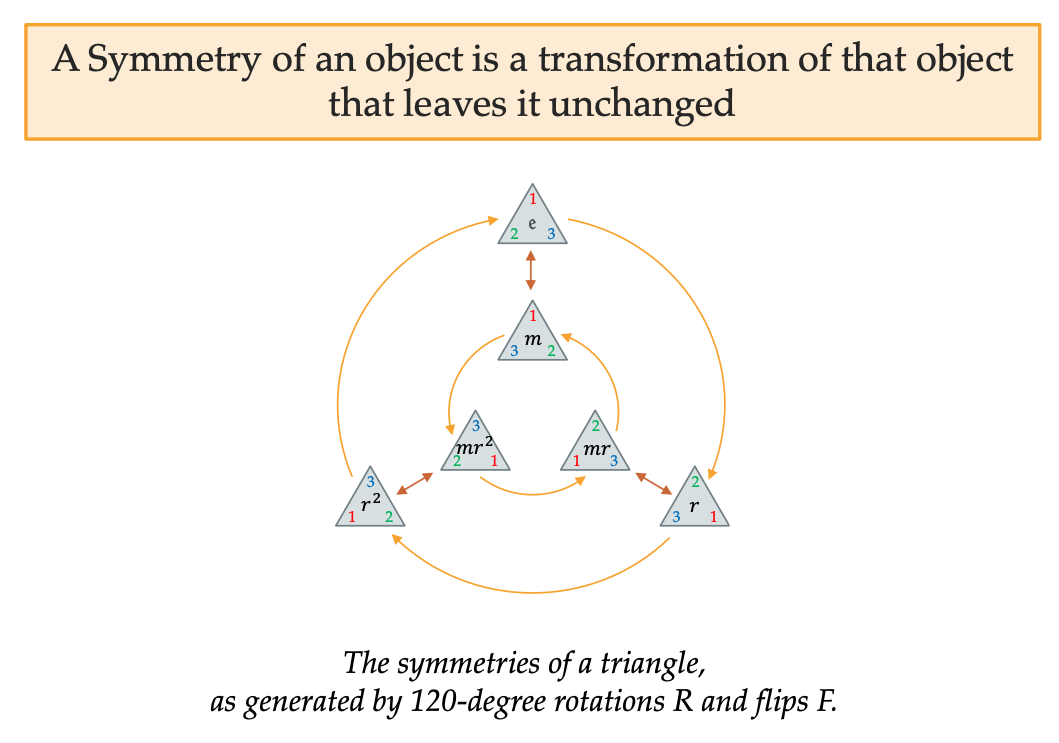 A Symmetry of an object is a transformation of that object
that leaves it unchanged
1
e
2 3
1
m
3 2
3
mr²
2 1
2
mr
1 3
3
r²
1 2
2
r
3 1
The symmetries of a triangle,
as generated by 120-degree rotations R and flips F.